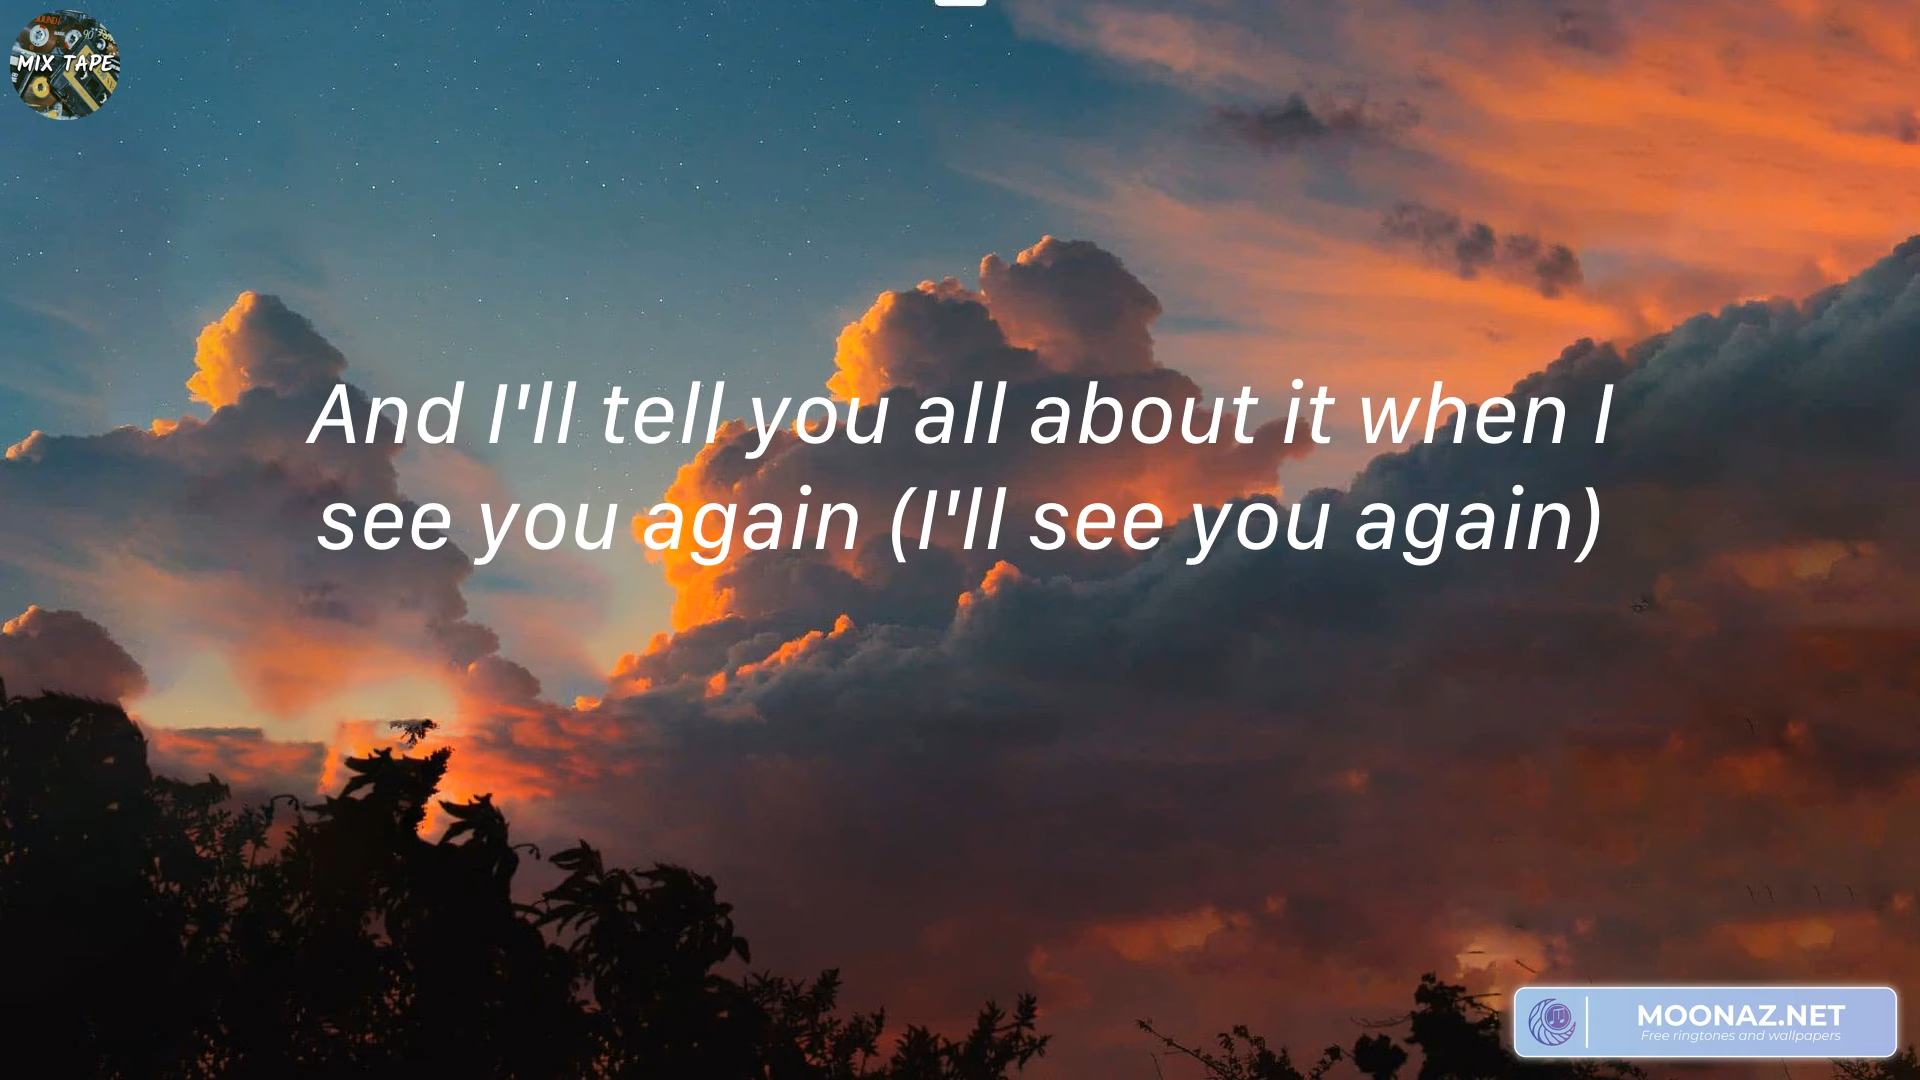 MIX TAPE
And I'll tell you all about it when I
see you again (I'll see you again)
MOONAZ.NET
Free ringtones and wallpapers